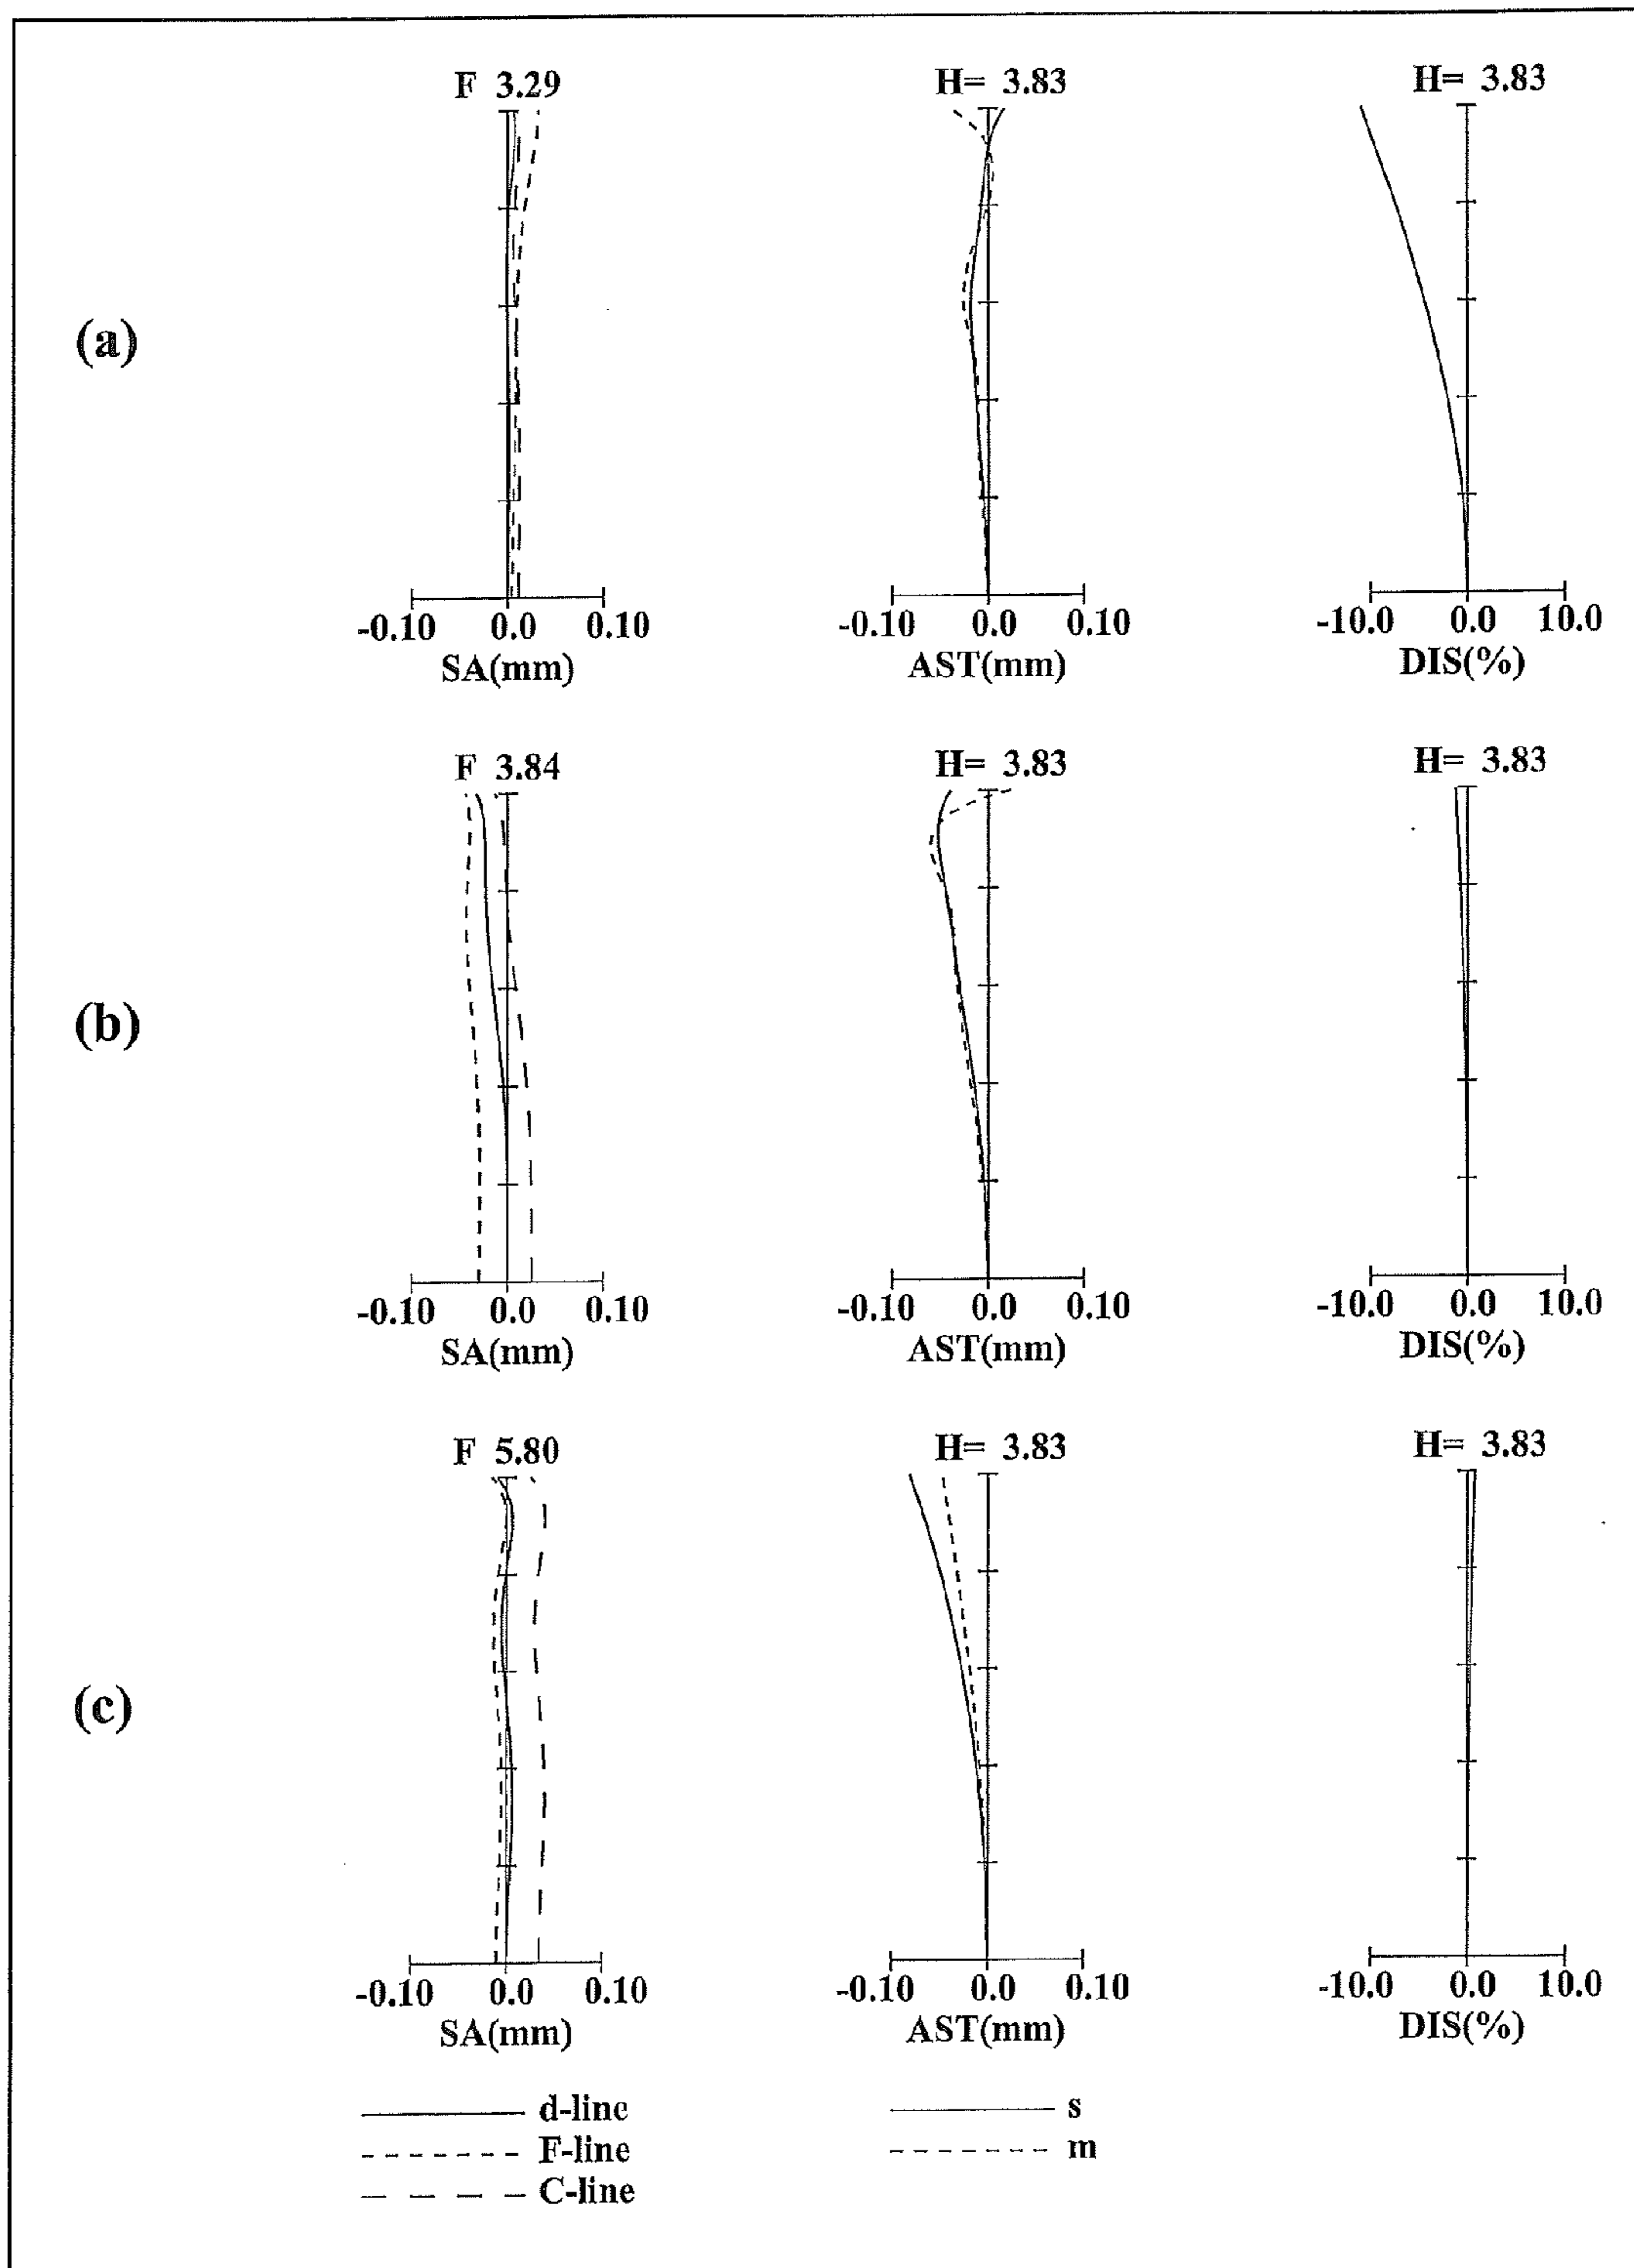 (a)
F 3.29
H= 3.83
H= 3.83
-0.10 0.0 0.10
SA(mm)
-0.10 0.0 0.10
AST(mm)
-10.0 0.0 10.0
DIS(%)
(b)
F 3.84
H= 3.83
H= 3.83
-0.10 0.0 0.10
SA(mm)
-0.10 0.0 0.10
AST(mm)
-10.0 0.0 10.0
DIS(%)
(c)
F 5.80
H= 3.83
H= 3.83
-0.10 0.0 0.10
SA(mm)
-0.10 0.0 0.10
AST(mm)
-10.0 0.0 10.0
DIS(%)
d-line
F-line
C-line
s
m